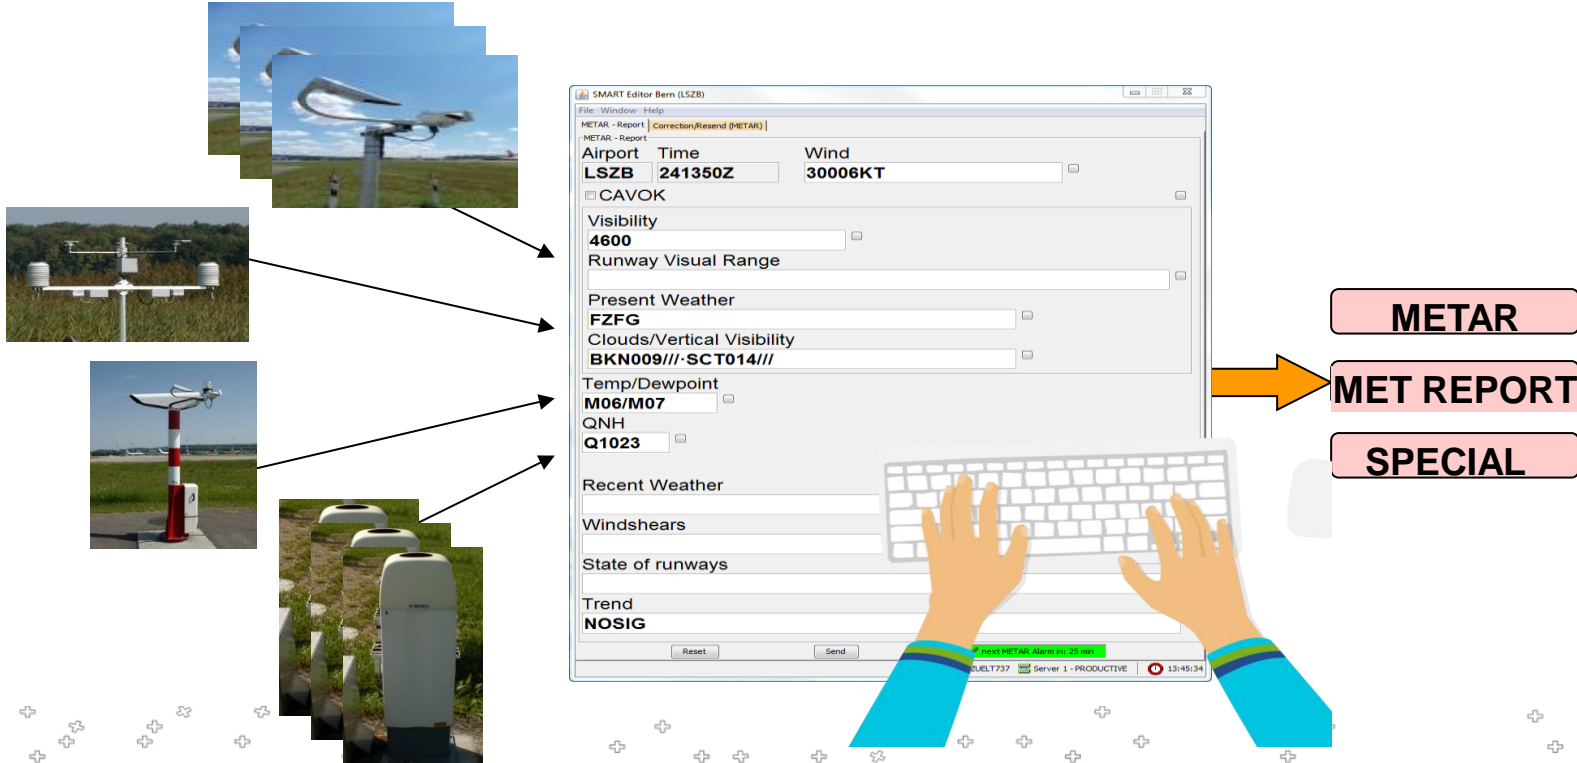 SMART Editor Bern (LSZB)
File Window Help
METAR - Report Correction/Resend (METAR)
METAR - Report
Airport Time Wind
LSZB 241350Z 30006KT
CAVOK
Visibility
4600
Runway Visual Range
Present Weather
FZFG
Clouds/Vertical Visibility
BKN009///·SCT014///
Temp/Dewpoint
M06/M07
QNH
Q1023
Recent Weather
Windshears
State of runways
Trend
NOSIG
Reset Send next METAR Alarm in: 25 min
ZUELT737 Server 1 - PRODUCTIVE 13:45:34
METAR
MET REPORT
SPECIAL